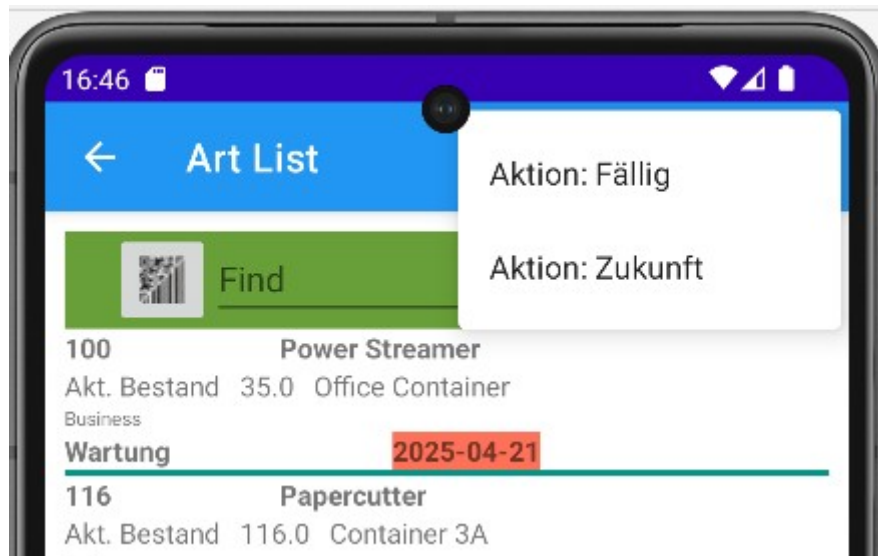 16:46
Art List
Aktion: Fällig
Aktion: Zukunft
Find
100 Power Streamer
Akt. Bestand 35.0 Office Container
Business
Wartung 2025-04-21
116 Papercutter
Akt. Bestand 116.0 Container 3A